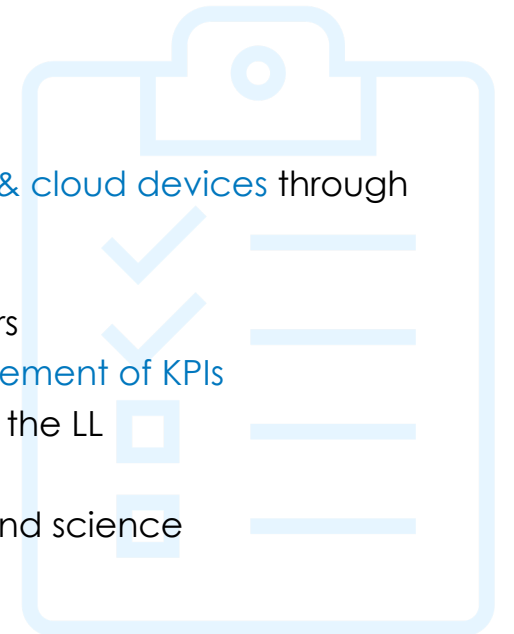 & cloud devices through
rs
ement of KPIs
the LL
nd science